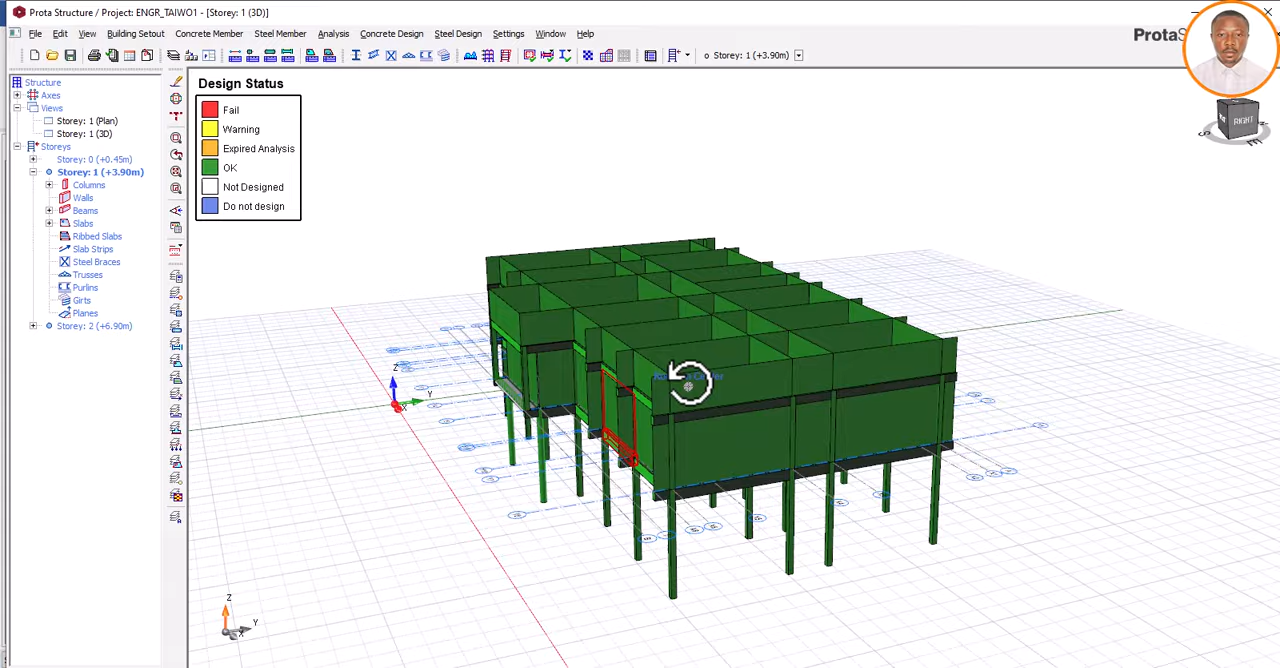 Prota Structure / Project: ENGR_TAIWO1 - [Storey: 1 (3D)]
File Edit View Building Setout Concrete Member Steel Member Analysis Concrete Design Steel Design Settings Window Help
Storey: 1 (+3.90m)
Structure
Axes
Views
Storey: 1 (Plan)
Storey: 1 (3D)
Storeys
Storey: 0 (+0.45m)
Storey: 1 (+3.90m)
Columns
Walls
Beams
Slabs
Ribbed Slabs
Slab Strips
Steel Braces
Trusses
Purlins
Girts
Planes
Storey: 2 (+6.90m)
Design Status
Fail
Warning
Expired Analysis
OK
Not Designed
Do not design
RIGHT
Z
Y
X
Z
Y
X